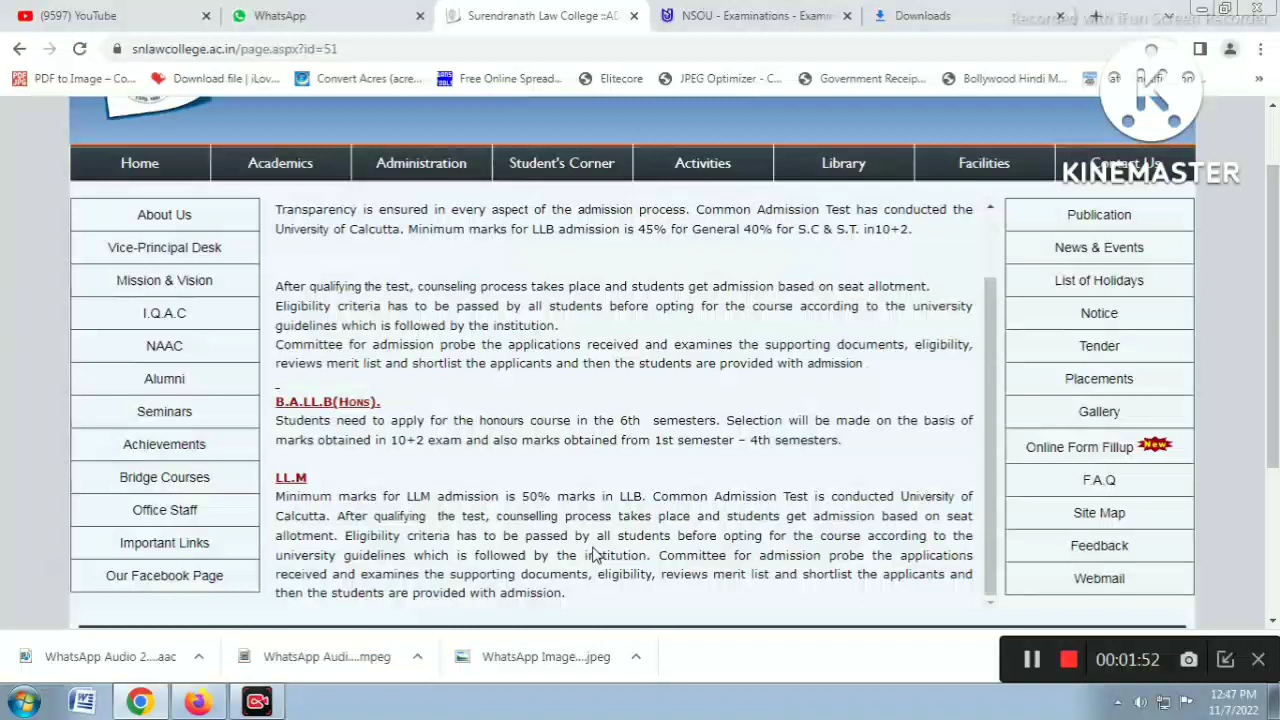 (9597) YouTube
WhatsApp
Surendranath Law College ::AD
NSOU - Examinations - Exam
Downloads
Recorded with iFun Screen Recorder
snlawcollege.ac.in/page.aspx?id=51
PDF to Image – Co...
Download file | iLov...
Convert Acres (acre...
Free Online Spread...
Elitecore
JPEG Optimizer - C...
Government Receip...
Bollywood Hindi M...
KINEMASTER
Home
Academics
Administration
Student's Corner
Activities
Library
Facilities
Contact Us
About Us
Vice-Principal Desk
Mission & Vision
I.Q.A.C
NAAC
Alumni
Seminars
Achievements
Bridge Courses
Office Staff
Important Links
Our Facebook Page
Transparency is ensured in every aspect of the admission process. Common Admission Test has conducted the
University of Calcutta. Minimum marks for LLB admission is 45% for General 40% for S.C & S.T. in10+2.
After qualifying the test, counseling process takes place and students get admission based on seat allotment.
Eligibility criteria has to be passed by all students before opting for the course according to the university
guidelines which is followed by the institution.
Committee for admission probe the applications received and examines the supporting documents, eligibility,
reviews merit list and shortlist the applicants and then the students are provided with admission
B.A.LL.B(HONS).
Students need to apply for the honours course in the 6th semesters. Selection will be made on the basis of
marks obtained in 10+2 exam and also marks obtained from 1st semester – 4th semesters.
LL.M
Minimum marks for LLM admission is 50% marks in LLB. Common Admission Test is conducted University of
Calcutta. After qualifying the test, counselling process takes place and students get admission based on seat
allotment. Eligibility criteria has to be passed by all students before opting for the course according to the
university guidelines which is followed by the institution. Committee for admission probe the applications
received and examines the supporting documents, eligibility, reviews merit list and shortlist the applicants and
then the students are provided with admission.
Publication
News & Events
List of Holidays
Notice
Tender
Placements
Gallery
Online Form Fillup New
F.A.Q
Site Map
Feedback
Webmail
WhatsApp Audio 2....aac
WhatsApp Audi....mpeg
WhatsApp Image....jpeg
00:01:52
12:47 PM
11/7/2022